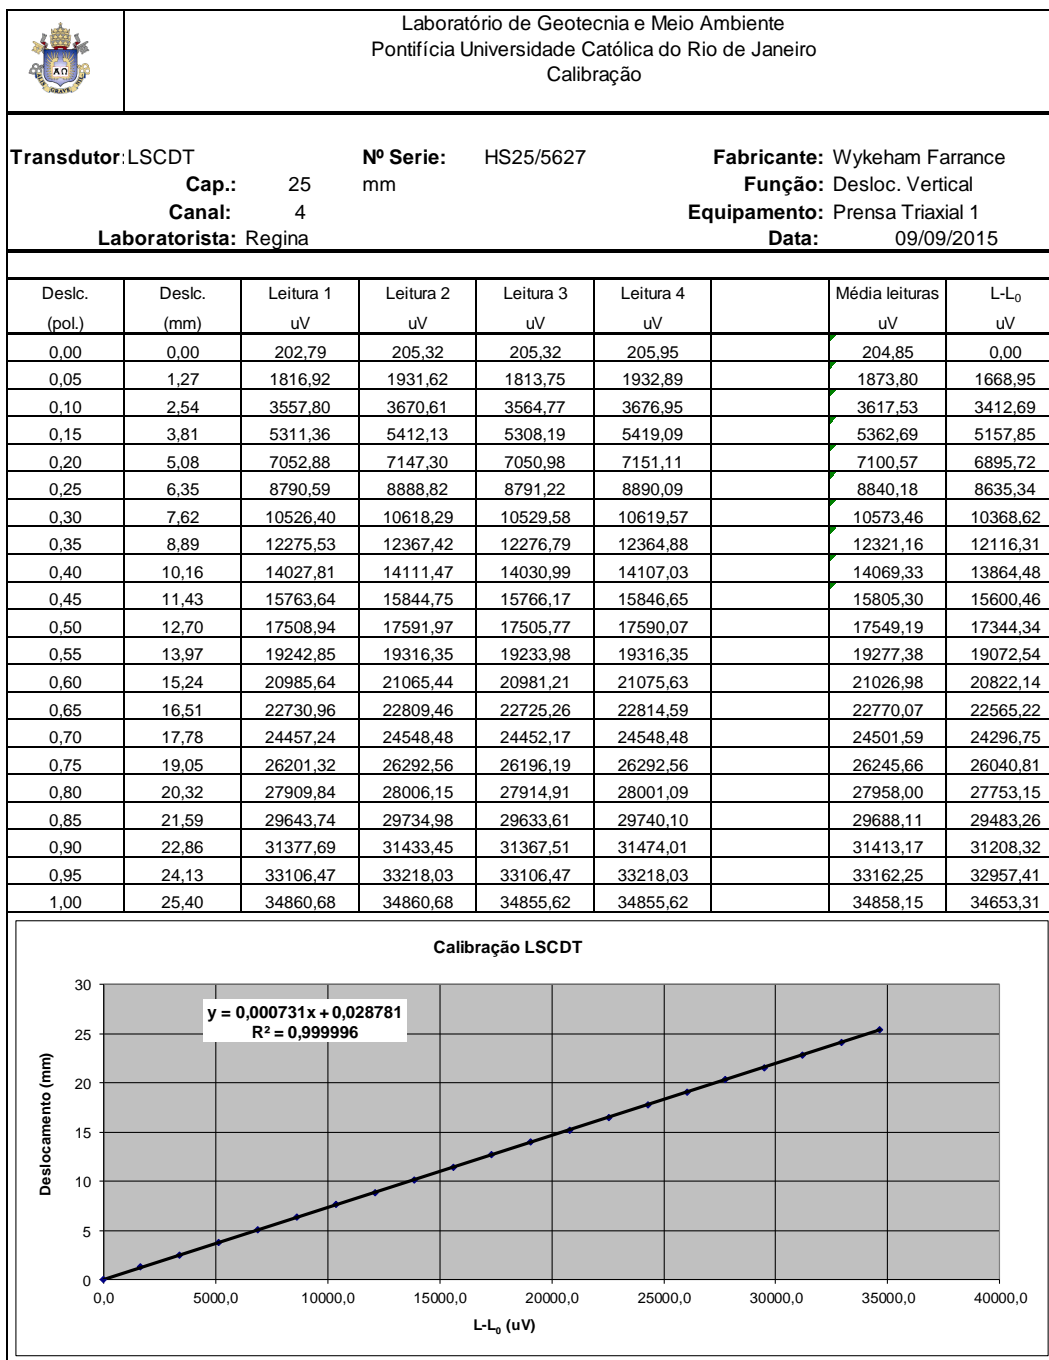 Laboratório de Geotecnia e Meio Ambiente
Pontifícia Universidade Católica do Rio de Janeiro
Calibração
Transdutor: LSCDT Nº Serie: HS25/5627 Fabricante: Wykeham Farrance
Cap.: 25 mm Função: Desloc. Vertical
Canal: 4 Equipamento: Prensa Triaxial 1
Laboratorista: Regina Data: 09/09/2015
Deslc. Deslc. Leitura 1 Leitura 2 Leitura 3 Leitura 4 Média leituras L-L0
(pol.) (mm) uV uV uV uV uV uV
0,00 0,00 202,79 205,32 205,32 205,95 204,85 0,00
0,05 1,27 1816,92 1931,62 1813,75 1932,89 1873,80 1668,95
0,10 2,54 3557,80 3670,61 3564,77 3676,95 3617,53 3412,69
0,15 3,81 5311,36 5412,13 5308,19 5419,09 5362,69 5157,85
0,20 5,08 7052,88 7147,30 7050,98 7151,11 7100,57 6895,72
0,25 6,35 8790,59 8888,82 8791,22 8890,09 8840,18 8635,34
0,30 7,62 10526,40 10618,29 10529,58 10619,57 10573,46 10368,62
0,35 8,89 12275,53 12367,42 12276,79 12364,88 12321,16 12116,31
0,40 10,16 14027,81 14111,47 14030,99 14107,03 14069,33 13864,48
0,45 11,43 15763,64 15844,75 15766,17 15846,65 15805,30 15600,46
0,50 12,70 17508,94 17591,97 17505,77 17590,07 17549,19 17344,34
0,55 13,97 19242,85 19316,35 19233,98 19316,35 19277,38 19072,54
0,60 15,24 20985,64 21065,44 20981,21 21075,63 21026,98 20822,14
0,65 16,51 22730,96 22809,46 22725,26 22814,59 22770,07 22565,22
0,70 17,78 24457,24 24548,48 24452,17 24548,48 24501,59 24296,75
0,75 19,05 26201,32 26292,56 26196,19 26292,56 26245,66 26040,81
0,80 20,32 27909,84 28006,15 27914,91 28001,09 27958,00 27753,15
0,85 21,59 29643,74 29734,98 29633,61 29740,10 29688,11 29483,26
0,90 22,86 31377,69 31433,45 31367,51 31474,01 31413,17 31208,32
0,95 24,13 33106,47 33218,03 33106,47 33218,03 33162,25 32957,41
1,00 25,40 34860,68 34860,68 34855,62 34855,62 34858,15 34653,31
Calibração LSCDT
y = 0,000731x + 0,028781
R² = 0,999996
Deslocamento (mm)
30
25
20
15
10
5
0
0,0 5000,0 10000,0 15000,0 20000,0 25000,0 30000,0 35000,0 40000,0
L-L0 (uV)